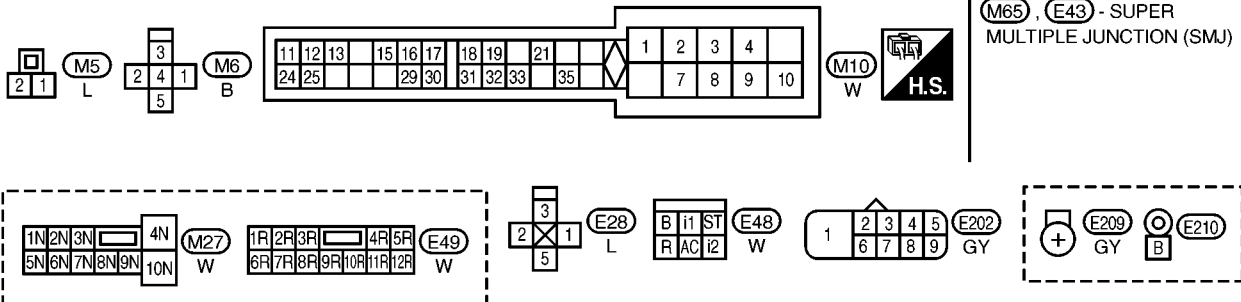 M65 , E43 - SUPER
MULTIPLE JUNCTION (SMJ)
2 1
M5
L
3
2 4 1
5
M6
B
11 12 13 15 16 17 18 19 21
24 25 29 30 31 32 33 35
1 2 3 4
7 8 9 10
M10
W
H.S.
1N 2N 3N 4N
5N 6N 7N 8N 9N 10N
M27
W
1R 2R 3R 4R 5R
6R 7R 8R 9R 10R 11R 12R
E49
W
3
2 1
5
E28
L
B i1 ST
R AC i2
E48
W
1 2 3 4 5
6 7 8 9
E202
GY
+
E209
GY
B
E210